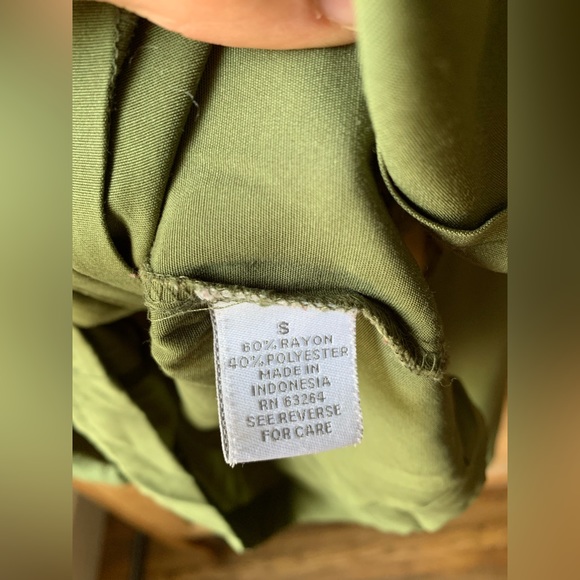 S
60% RAYON
40% POLYESTER
MADE IN
INDONESIA
RN 63264
SEE REVERSE
FOR CARE